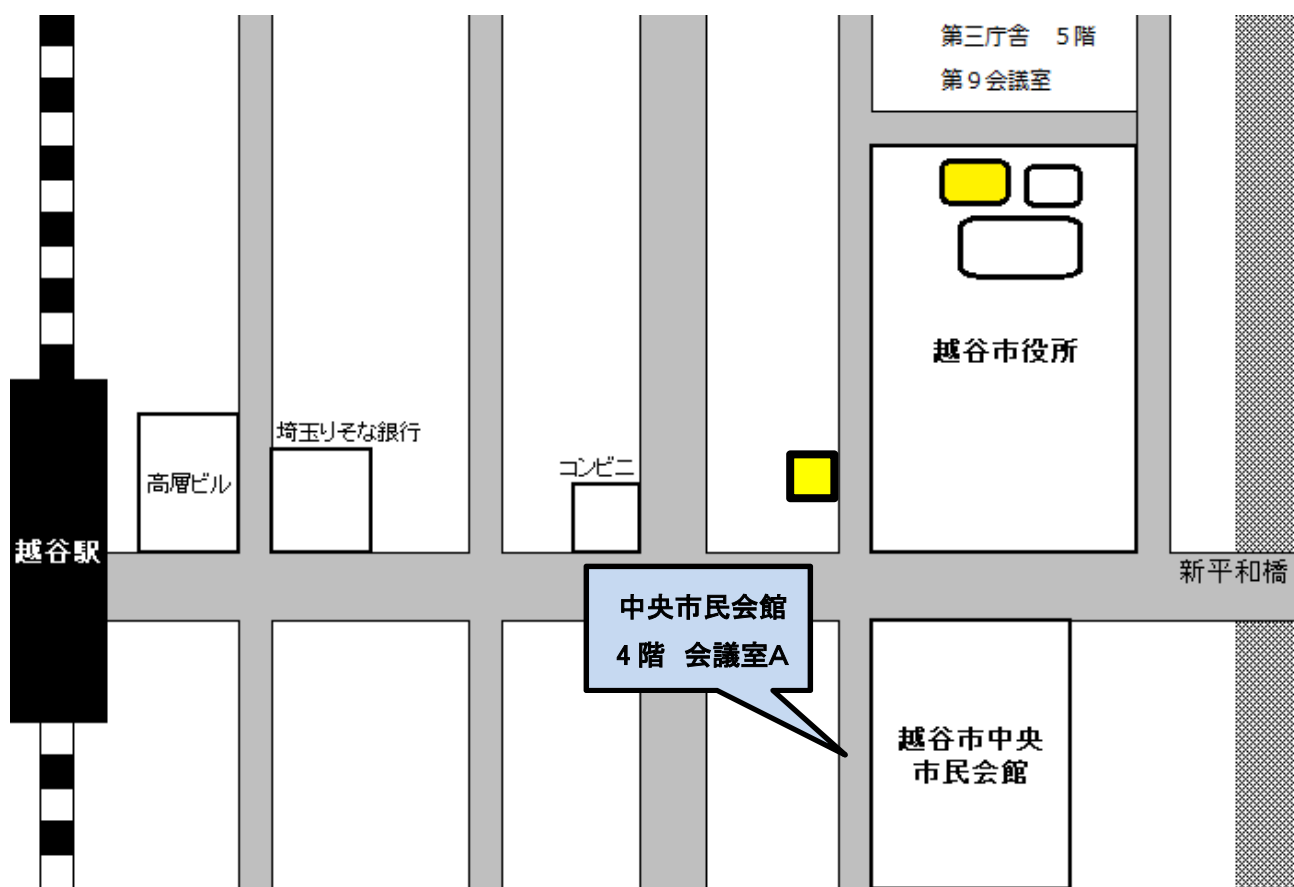 第三庁舎　5階
第9会議室
越谷市役所
埼玉りそな銀行
コンビニ
高層ビル
越谷駅
新平和橋
中央市民会館
4階　会議室A
越谷市中央
市民会館